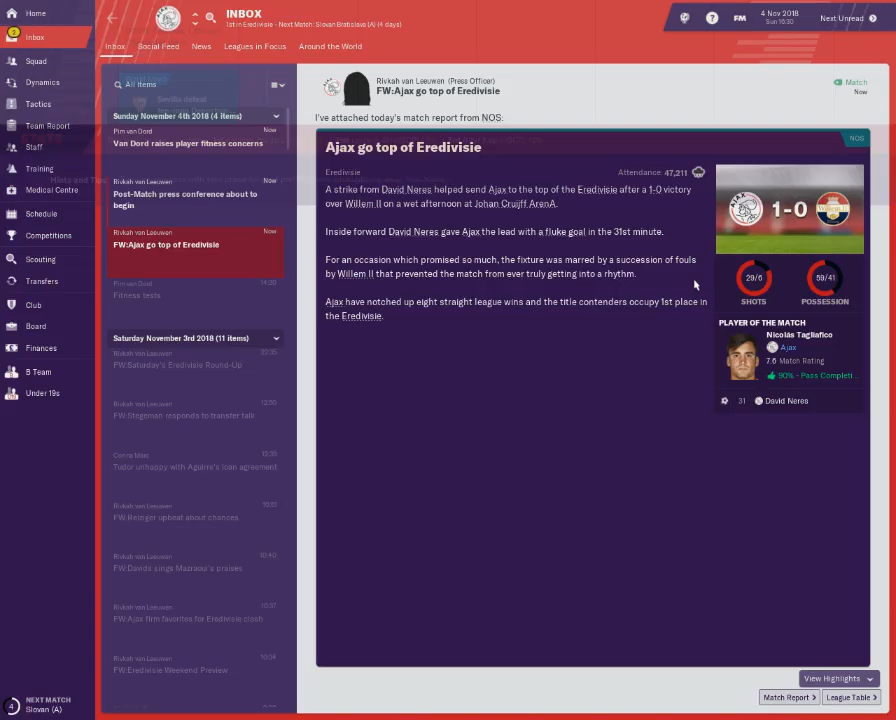 Home
Inbox
Squad
Dynamics
Tactics
Team Report
Staff
Training
Medical Centre
Schedule
Competitions
Scouting
Transfers
Club
Board
Finances
B Team
Under 19s
4
NEXT MATCH
Slovan (A)
2
INBOX
1st in Eredivisie - Next Match: Slovan Bratislava (A) (4 days)
FM
4 Nov 2018
Sun 16:30
Next Unread
Inbox
Social Feed
News
Leagues in Focus
Around the World
All Items
Sunday November 4th 2018 (4 items)
Pim van Dord
Now
Van Dord raises player fitness concerns
Rivkah van Leeuwen
Now
Post-Match press conference about to
begin
Rivkah van Leeuwen
Now
FW:Ajax go top of Eredivisie
Pim van Dord
14:20
Fitness tests
Saturday November 3rd 2018 (11 items)
Rivkah van Leeuwen
FW:Saturday's Eredivisie Round-Up
Rivkah van Leeuwen
12:59
FW:Stegeman responds to transfer talk
12:39
Tudor unhappy with Aguirre's loan agreement
Rivkah van Leeuwen
10:51
FW:Reiziger upbeat about chances
Rivkah van Leeuwen
10:40
FW:Davids sings Mazraoui's praises
Rivkah van Leeuwen
10:37
FW:Ajax firm favorites for Eredivisie clash
Rivkah van Leeuwen
10:04
FW:Eredivisie Weekend Preview
Rivkah van Leeuwen (Press Officer)
FW:Ajax go top of Eredivisie
Match
Now
I've attached today's match report from NOS.
NOS
Ajax go top of Eredivisie
Eredivisie
Attendance: 47,211
A strike from David Neres helped send Ajax to the top of the Eredivisie after a 1-0 victory
over Willem II on a wet afternoon at Johan Cruijff ArenA.
Inside forward David Neres gave Ajax the lead with a fluke goal in the 31st minute.
For an occasion which promised so much, the fixture was marred by a succession of fouls
by Willem II that prevented the match from ever truly getting into a rhythm.
Ajax have notched up eight straight league wins and the title contenders occupy 1st place in
the Eredivisie.
1-0
29/6
59/41
SHOTS
POSSESSION
PLAYER OF THE MATCH
Nicolás Tagliafico
Ajax
7.6 Match Rating
90% - Pass Completi...
31 David Neres
View Highlights
Match Report
League Table